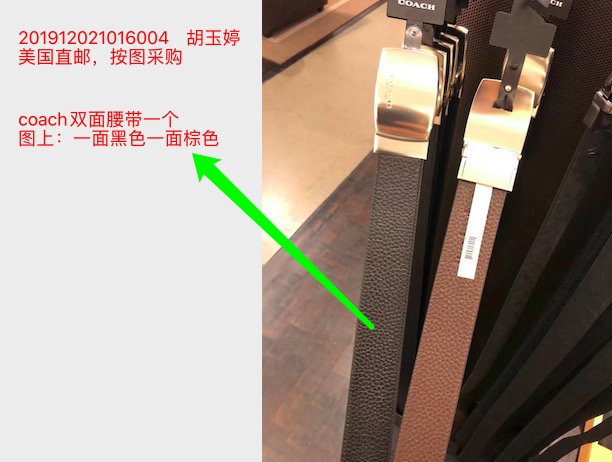 201912021016004 胡玉婷
美国直邮，按图采购
coach双面腰带一个
图上：一面黑色一面棕色
COACH
COACH